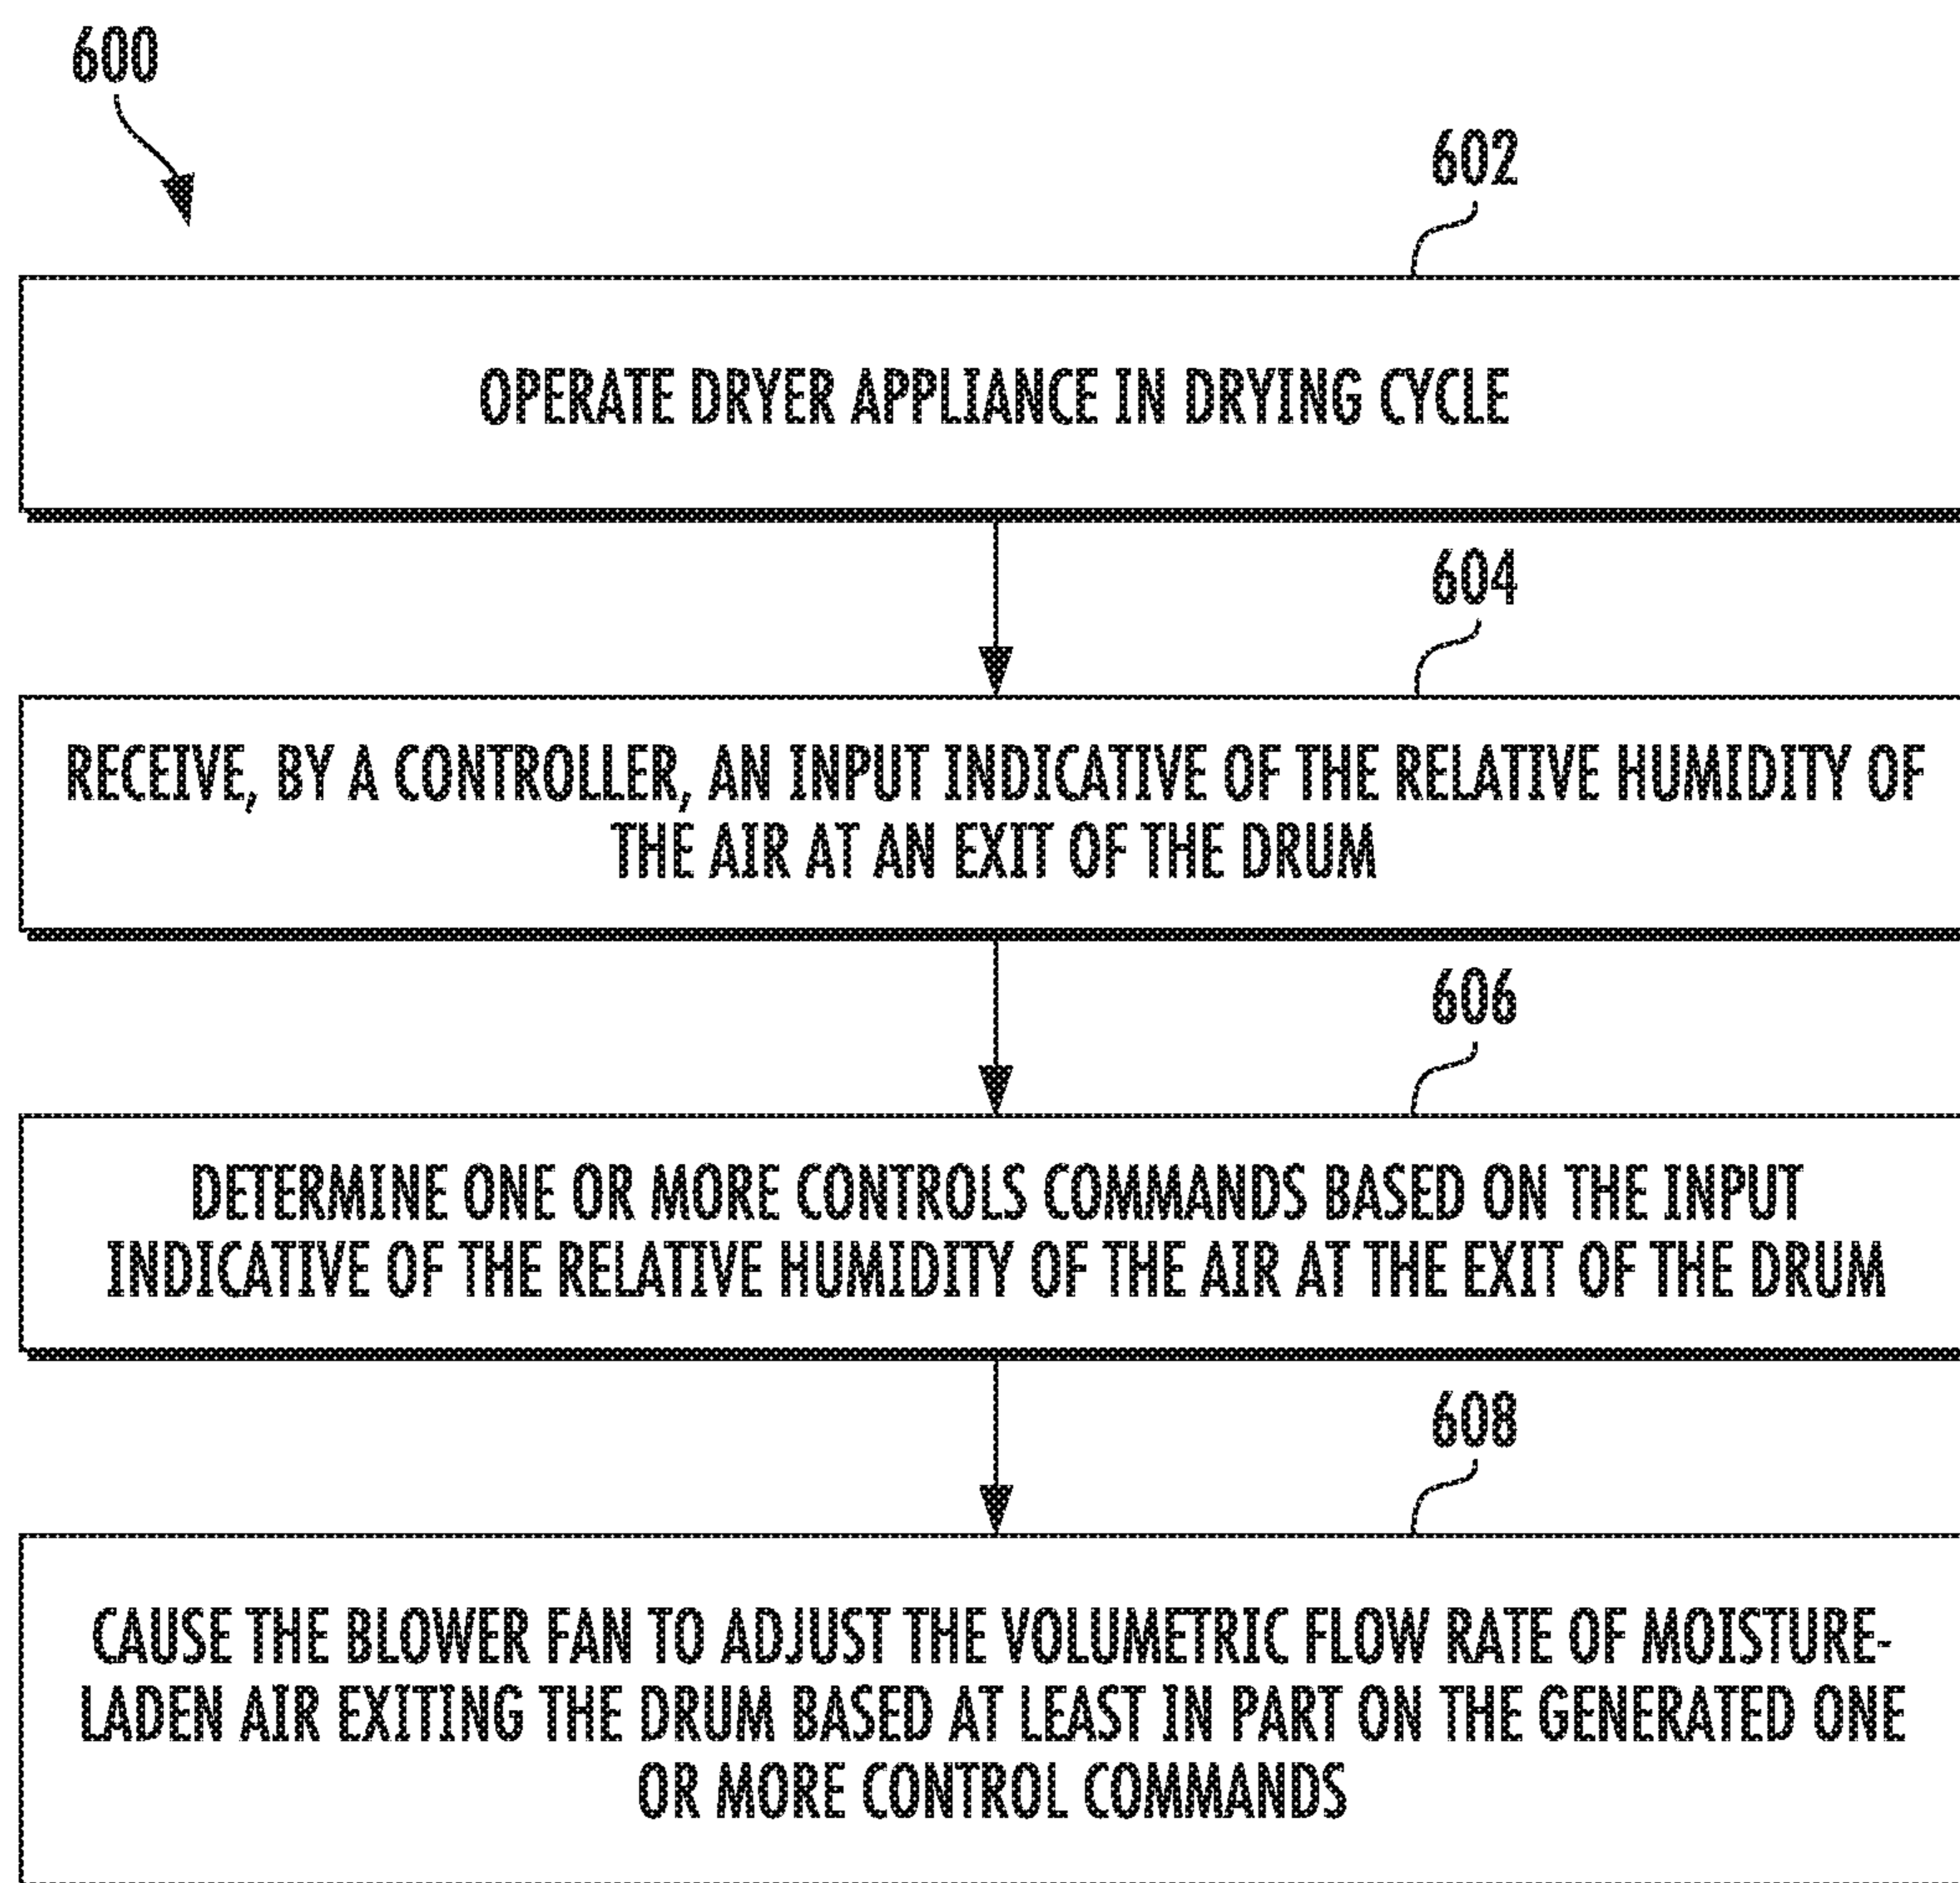 600
602
OPERATE DRYER APPLIANCE IN DRYING CYCLE
604
RECEIVE, BY A CONTROLLER, AN INPUT INDICATIVE OF THE RELATIVE HUMIDITY OF
THE AIR AT AN EXIT OF THE DRUM
606
DETERMINE ONE OR MORE CONTROLS COMMANDS BASED ON THE INPUT
INDICATIVE OF THE RELATIVE HUMIDITY OF THE AIR AT THE EXIT OF THE DRUM
608
CAUSE THE BLOWER FAN TO ADJUST THE VOLUMETRIC FLOW RATE OF MOISTURE-
LADEN AIR EXITING THE DRUM BASED AT LEAST IN PART ON THE GENERATED ONE
OR MORE CONTROL COMMANDS